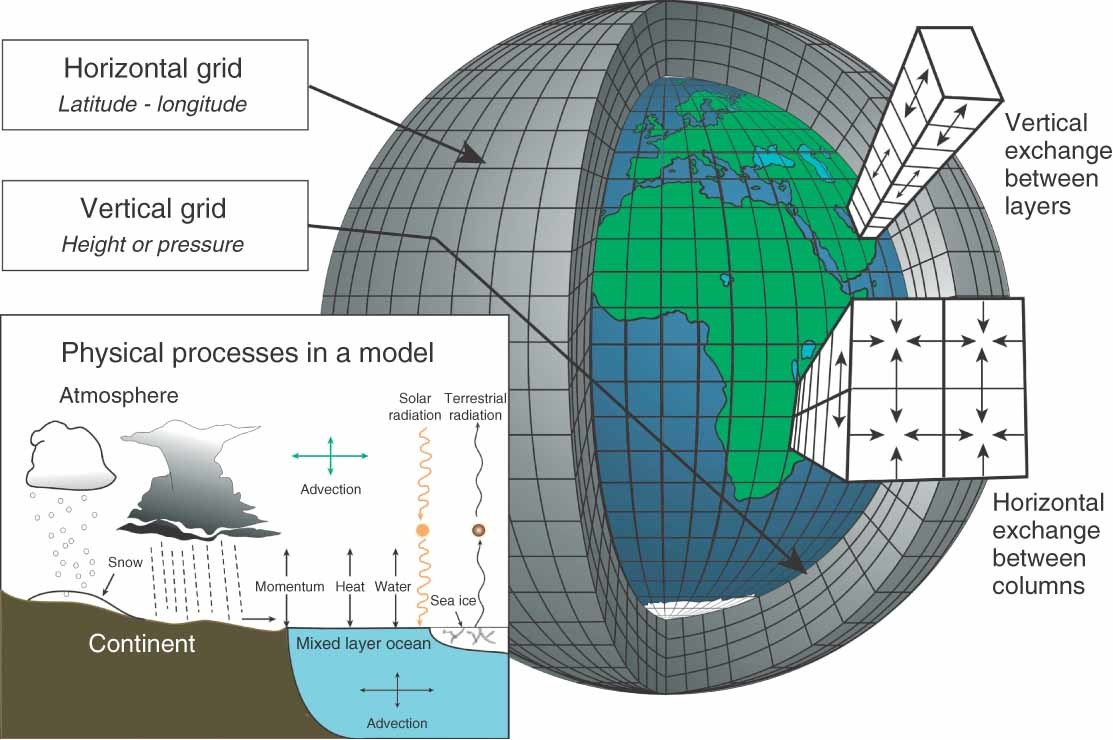 Horizontal grid
Latitude - longitude
Vertical grid
Height or pressure
Vertical
exchange
between
layers
Horizontal
exchange
between
columns
Physical processes in a model
Atmosphere
Solar
radiation
Terrestrial
radiation
Advection
Snow
Momentum
Heat
Water
Sea ice
Continent
Mixed layer ocean
Advection